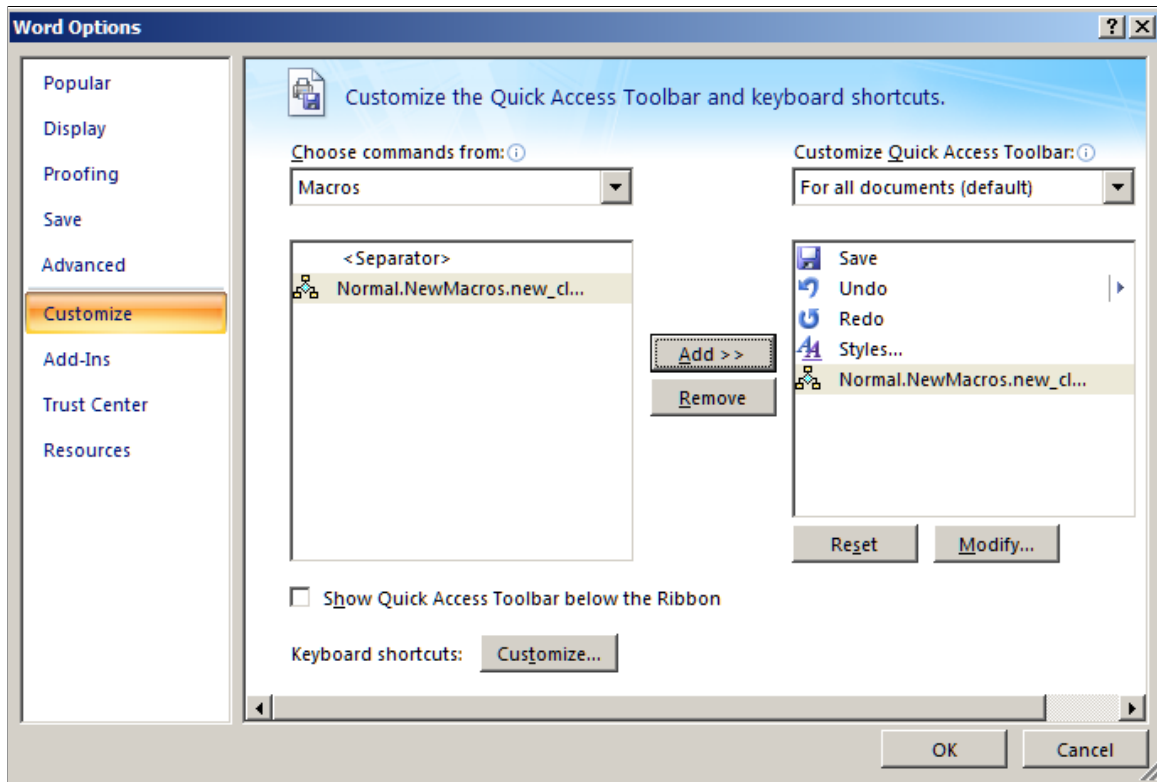 Word Options
Popular
Display
Proofing
Save
Advanced
Customize
Add-Ins
Trust Center
Resources
Customize the Quick Access Toolbar and keyboard shortcuts.
Choose commands from:
Macros
<Separator>
Normal.NewMacros.new_cl...
Add >>
Remove
Customize Quick Access Toolbar:
For all documents (default)
Save
Undo
Redo
Styles...
Normal.NewMacros.new_cl...
Reset
Modify...
Show Quick Access Toolbar below the Ribbon
Keyboard shortcuts:
Customize...
OK
Cancel